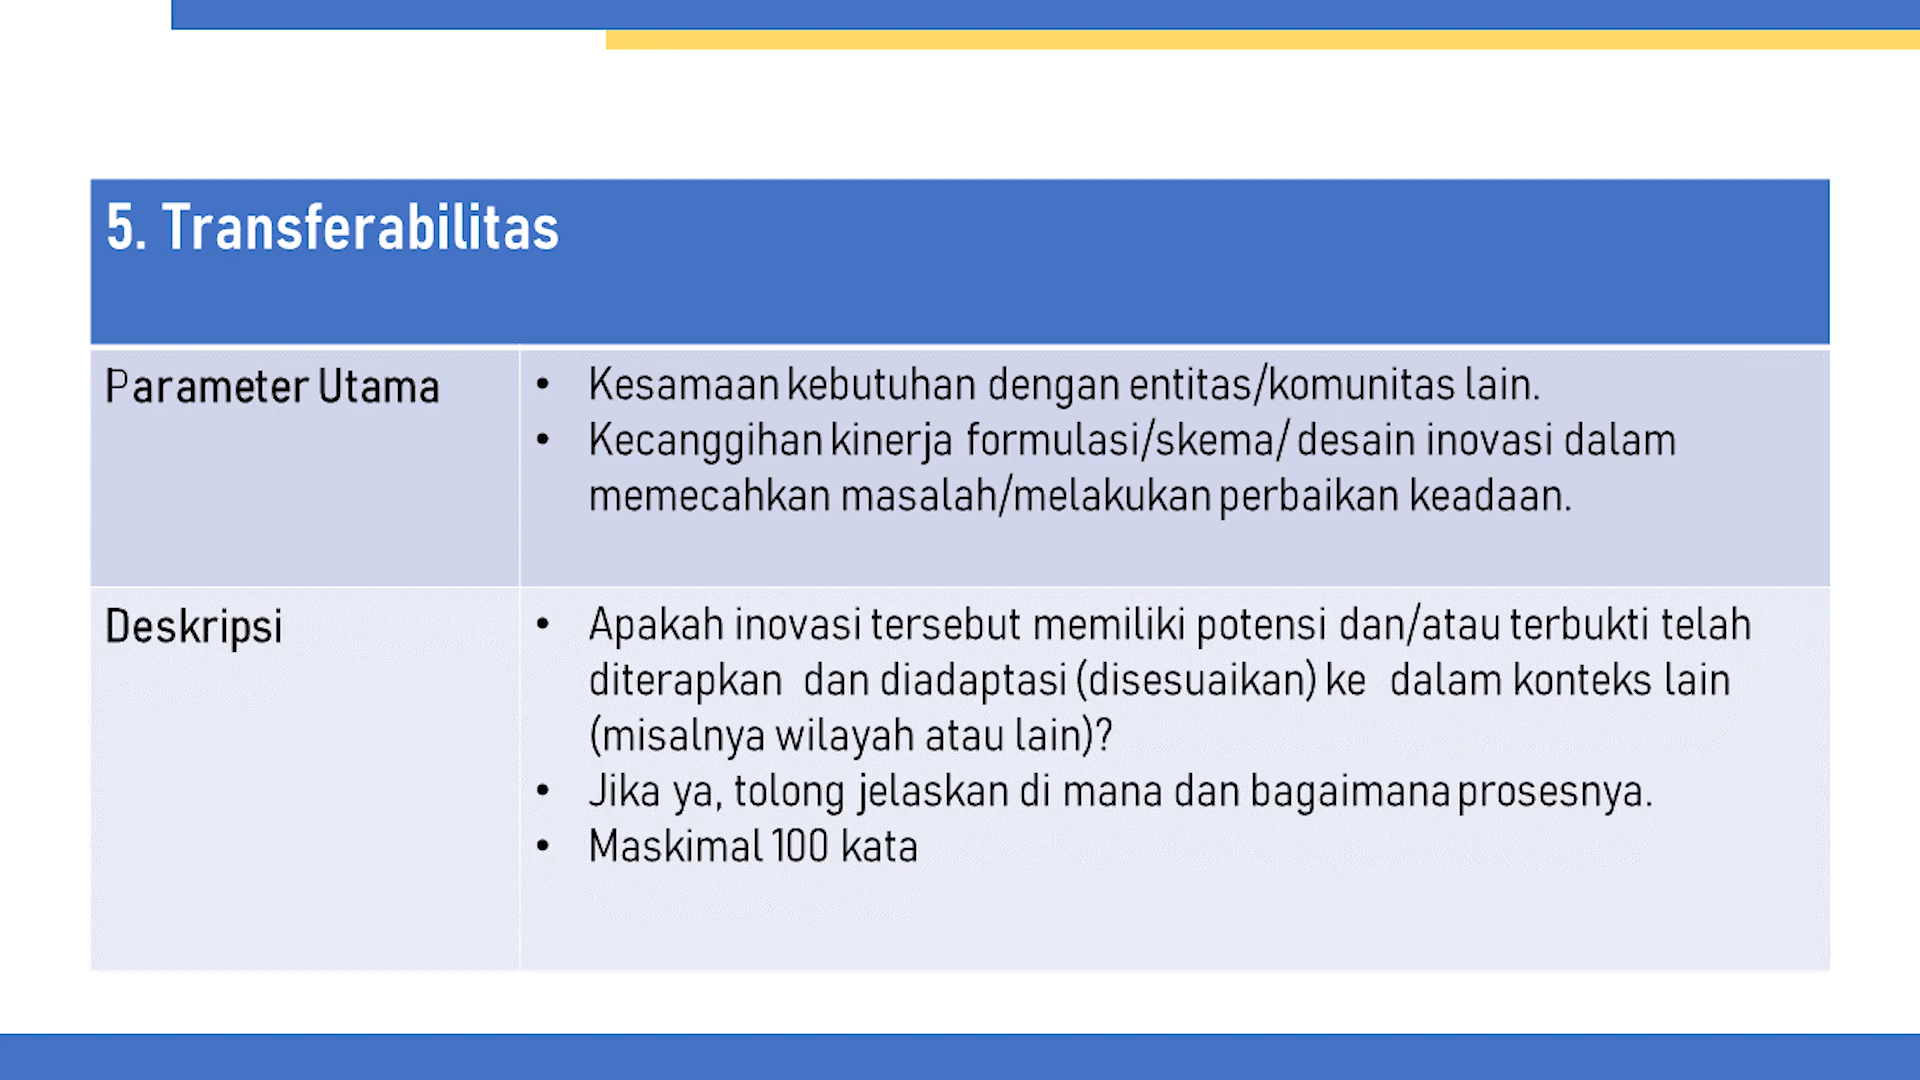 5. Transferabilitas
Parameter Utama
• Kesamaan kebutuhan dengan entitas/komunitas lain.
• Kecanggihan kinerja formulasi/skema/ desain inovasi dalam
memecahkan masalah/melakukan perbaikan keadaan.
Deskripsi
• Apakah inovasi tersebut memiliki potensi dan/atau terbukti telah
diterapkan dan diadaptasi (disesuaikan) ke dalam konteks lain
(misalnya wilayah atau lain)?
• Jika ya, tolong jelaskan di mana dan bagaimana prosesnya.
• Maskimal 100 kata